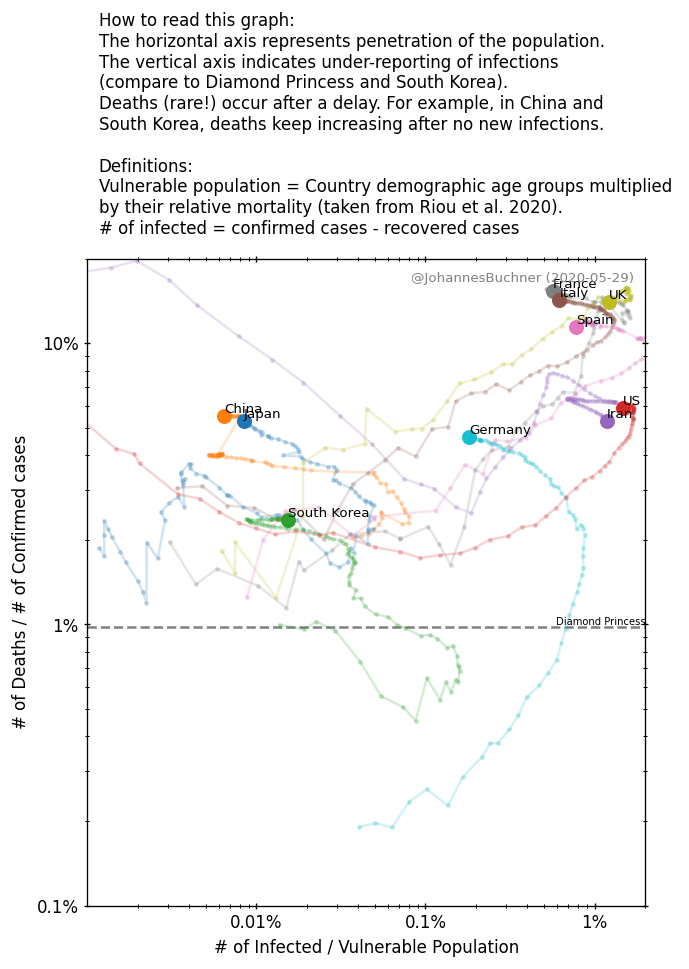 How to read this graph:
The horizontal axis represents penetration of the population.
The vertical axis indicates under-reporting of infections
(compare to Diamond Princess and South Korea).
Deaths (rare!) occur after a delay. For example, in China and
South Korea, deaths keep increasing after no new infections.
Definitions:
Vulnerable population = Country demographic age groups multiplied
by their relative mortality (taken from Riou et al. 2020).
# of infected = confirmed cases - recovered cases
@JohannesBuchner (2020-05-29)
France
Italy
UK
Spain
10%
China
Japan
US
Iran
Germany
South Korea
Diamond Princess
1%
0.1%
# of Deaths / # of Confirmed cases
0.01%
0.1%
1%
# of Infected / Vulnerable Population